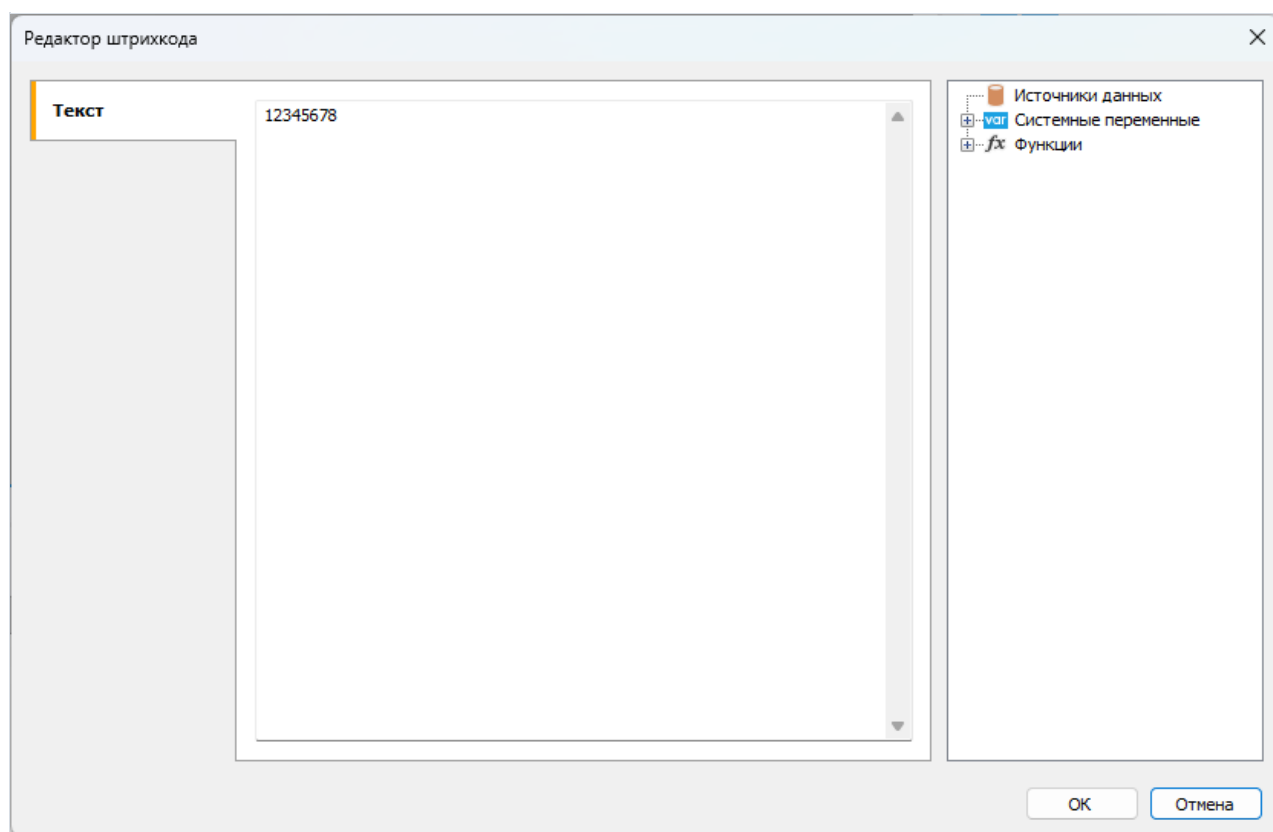 Редактор штрихкода
Текст
12345678
Источники данных
var Системные переменные
fx Функции
OK
Отмена